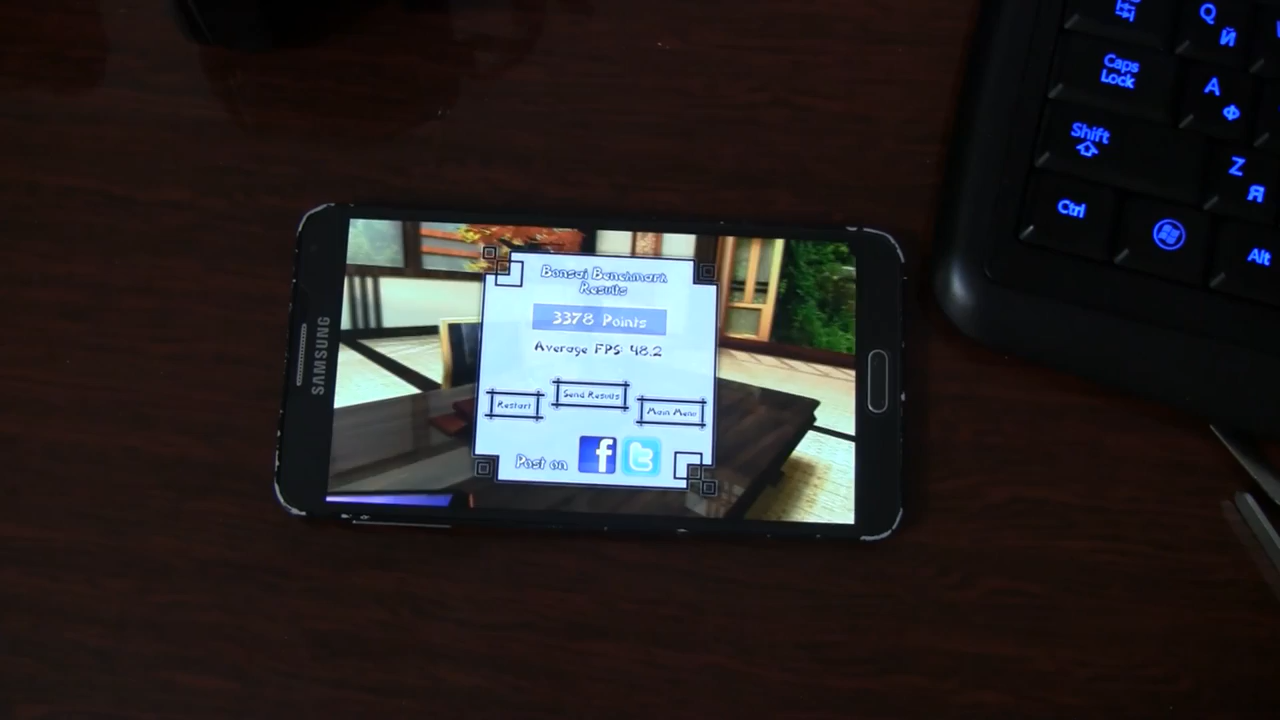 Bonsai Benchmark
Results
3378 Points
Average FPS: 48.2
Restart
Send Results
Main Menu
Post on
f
t
SAMSUNG
Q
Й
Caps
Lock
A
Ф
Shift
Z
Я
Ctrl
Alt